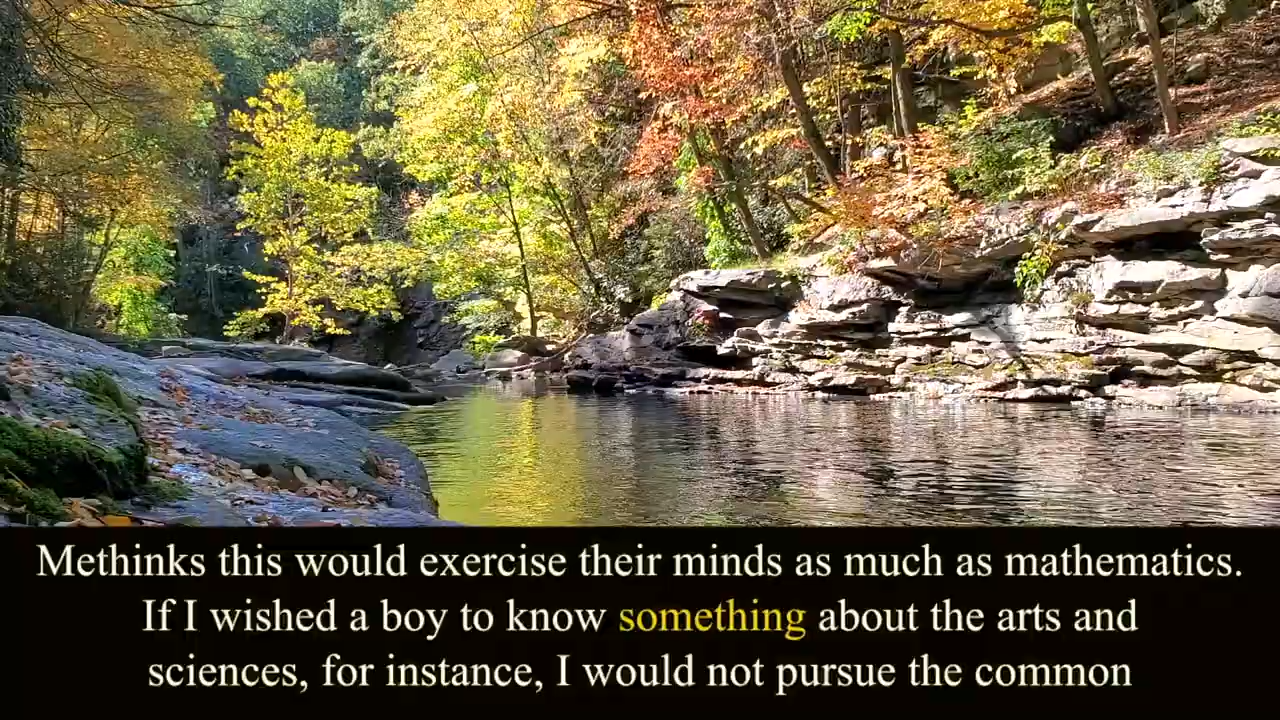 Methinks this would exercise their minds as much as mathematics.
If I wished a boy to know something about the arts and
sciences, for instance, I would not pursue the common